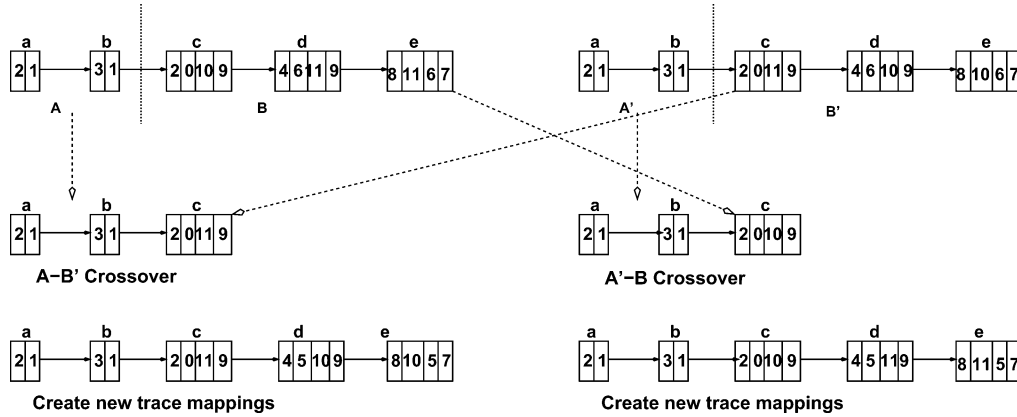 a b c d e
2 1 3 1 2 0 10 9 4 6 11 9 8 11 6 7
A B
a b c d e
2 1 3 1 2 0 11 9 4 6 10 9 8 10 6 7
A’ B’
a b c
2 1 3 1 2 0 11 9
A−B’ Crossover
a b c
2 1 3 1 2 0 10 9
A’−B Crossover
a b c d e
2 1 3 1 2 0 11 9 4 5 10 9 8 10 5 7
Create new trace mappings
a b c d e
2 1 3 1 2 0 10 9 4 5 11 9 8 11 5 7
Create new trace mappings